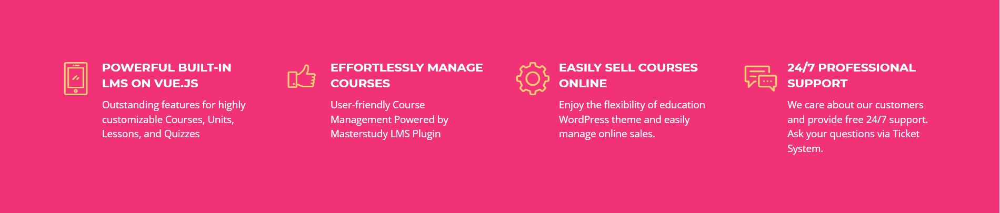 POWERFUL BUILT-IN
LMS ON VUE.JS
Outstanding features for highly
customizable Courses, Units,
Lessons, and Quizzes
EFFORTLESSLY MANAGE
COURSES
User-friendly Course
Management Powered by
Masterstudy LMS Plugin
EASILY SELL COURSES
ONLINE
Enjoy the flexibility of education
WordPress theme and easily
manage online sales.
24/7 PROFESSIONAL
SUPPORT
We care about our customers
and provide free 24/7 support.
Ask your questions via Ticket
System.